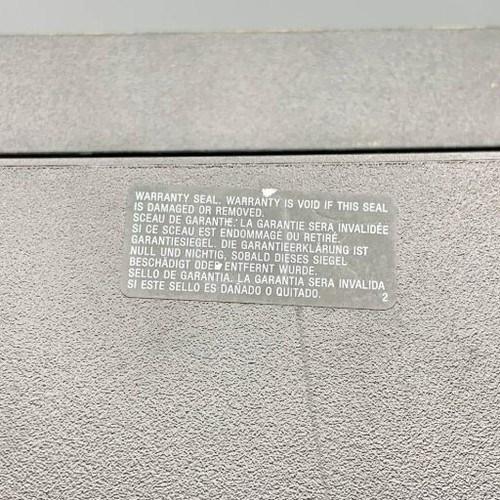 WARRANTY SEAL. WARRANTY IS VOID IF THIS SEAL
IS DAMAGED OR REMOVED.
SCEAU DE GARANTIE. LA GARANTIE SERA INVALIDÉE
SI CE SCEAU EST ENDOMMAGE OU RETIRÉ.
GARANTIESIEGEL. DIE GARANTIEERKLÄRUNG IST
NULL UND NICHTIG, SOBALD DIESES SIEGEL
BESCHÄDIGT ODER ENTFERNT WURDE.
SELLO DE GARANTIA. LA GARANTIA SERA INVALIDA
SI ESTE SELLO ES DAÑADO O QUITADO. 2